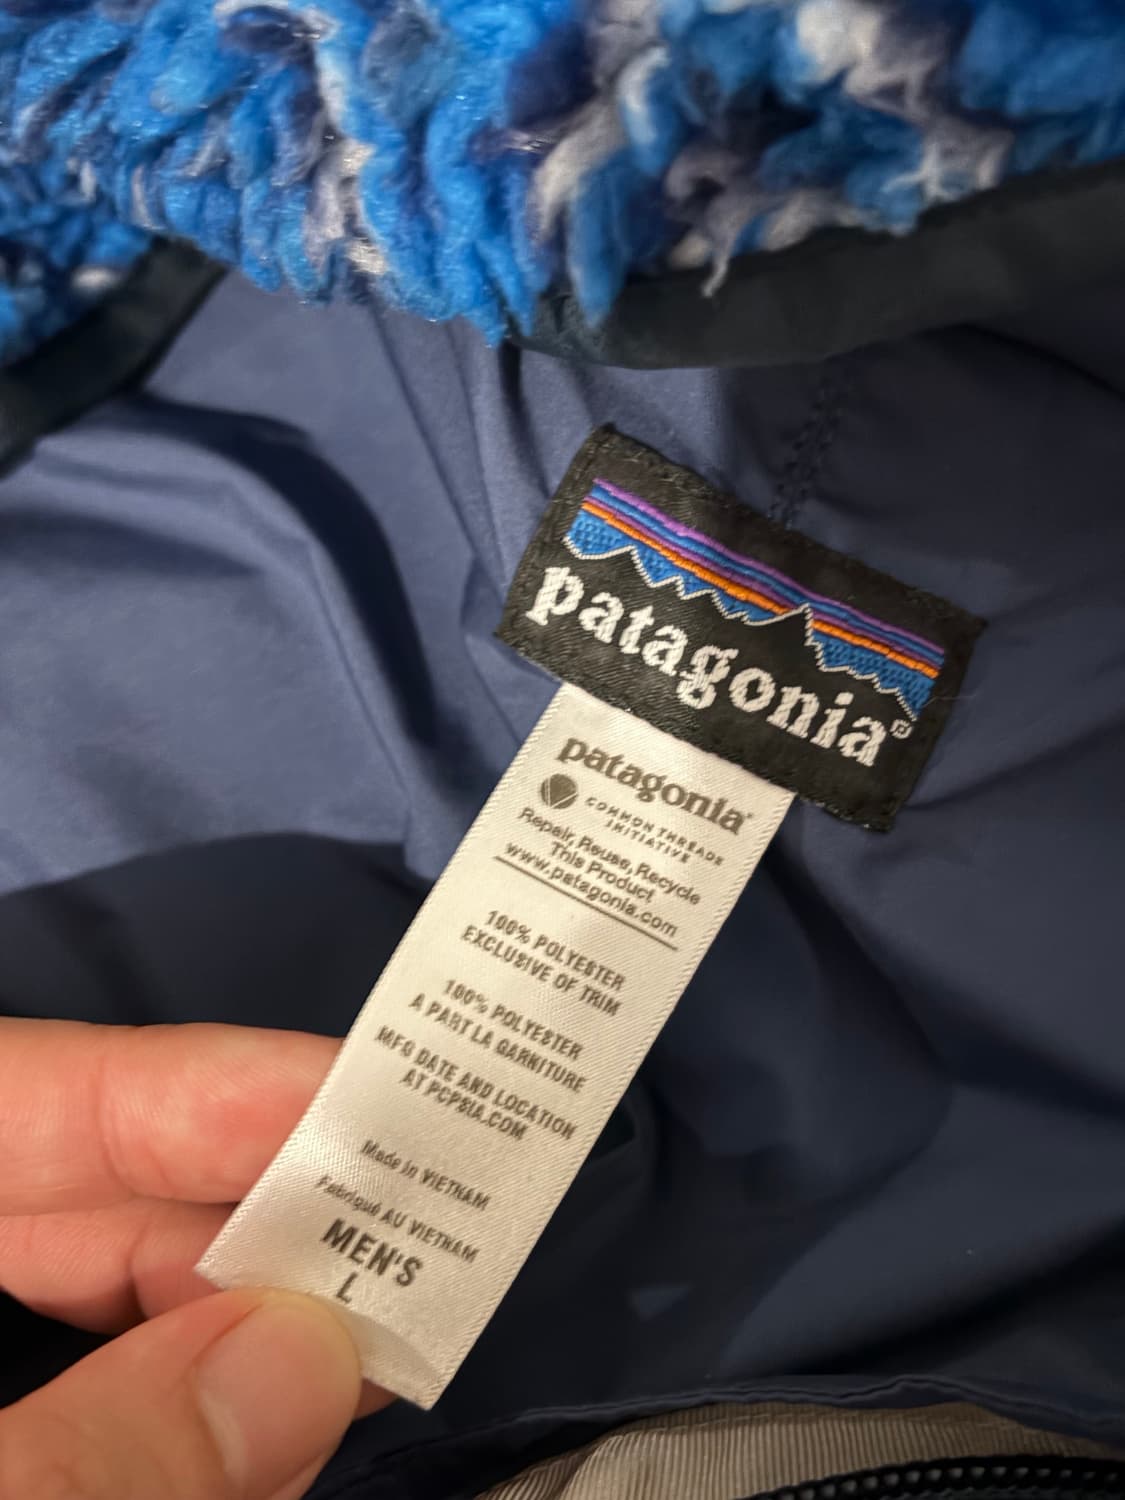 patagonia®
patagonia®
COMMON THREADS
INITIATIVE
Repair, Reuse, Recycle
This Product
www.patagonia.com
100% POLYESTER
EXCLUSIVE OF TRIM
100% POLYESTER
A PART LA GARNITURE
MFG DATE AND LOCATION
AT PCPSIA.COM
Made in VIETNAM
Fabriqué AU VIETNAM
MEN'S
L